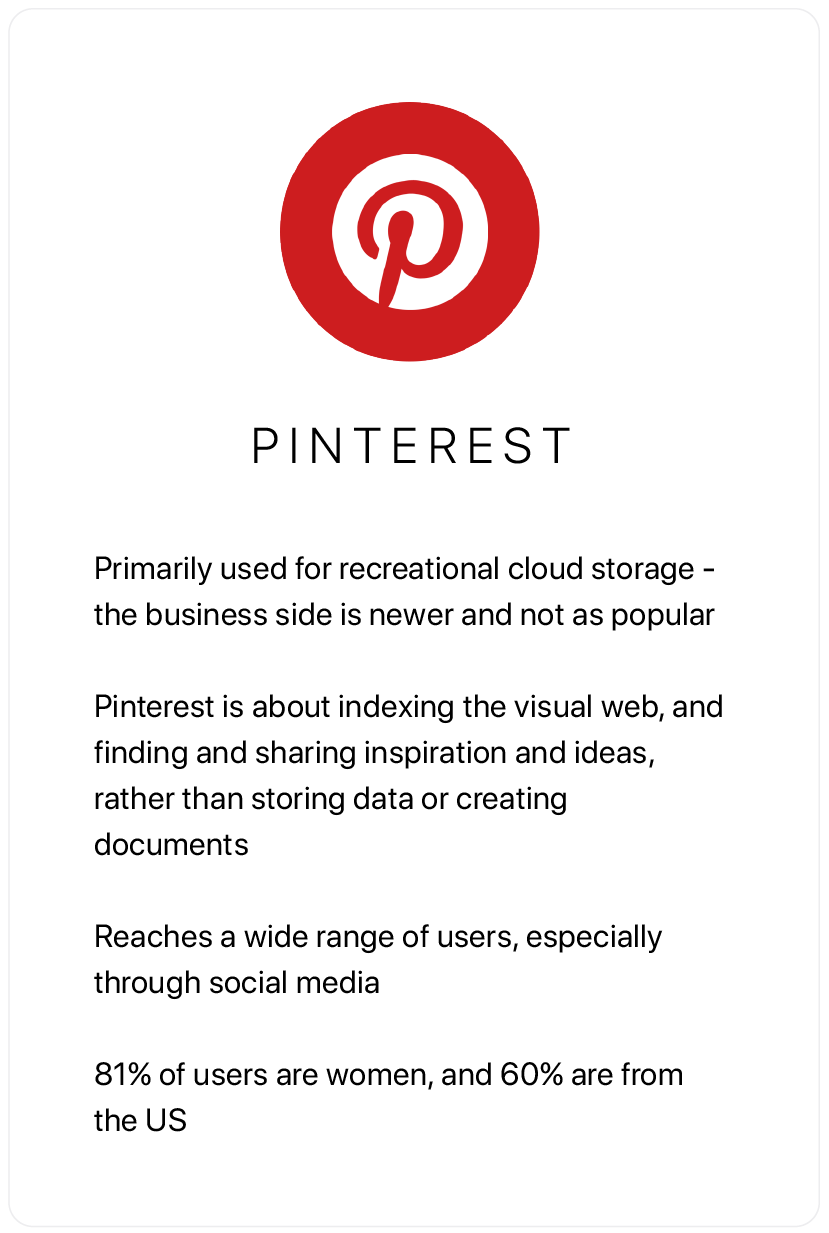 PINTEREST
Primarily used for recreational cloud storage -
the business side is newer and not as popular
Pinterest is about indexing the visual web, and
finding and sharing inspiration and ideas,
rather than storing data or creating
documents
Reaches a wide range of users, especially
through social media
81% of users are women, and 60% are from
the US